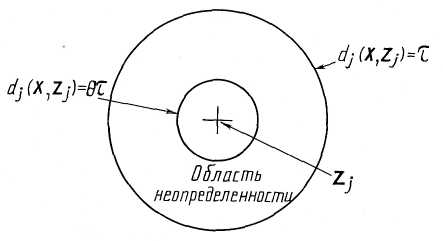 d_j(X,Z_j)=τ
d_j(X,Z_j)=θτ
Область
неопределенности
Z_j